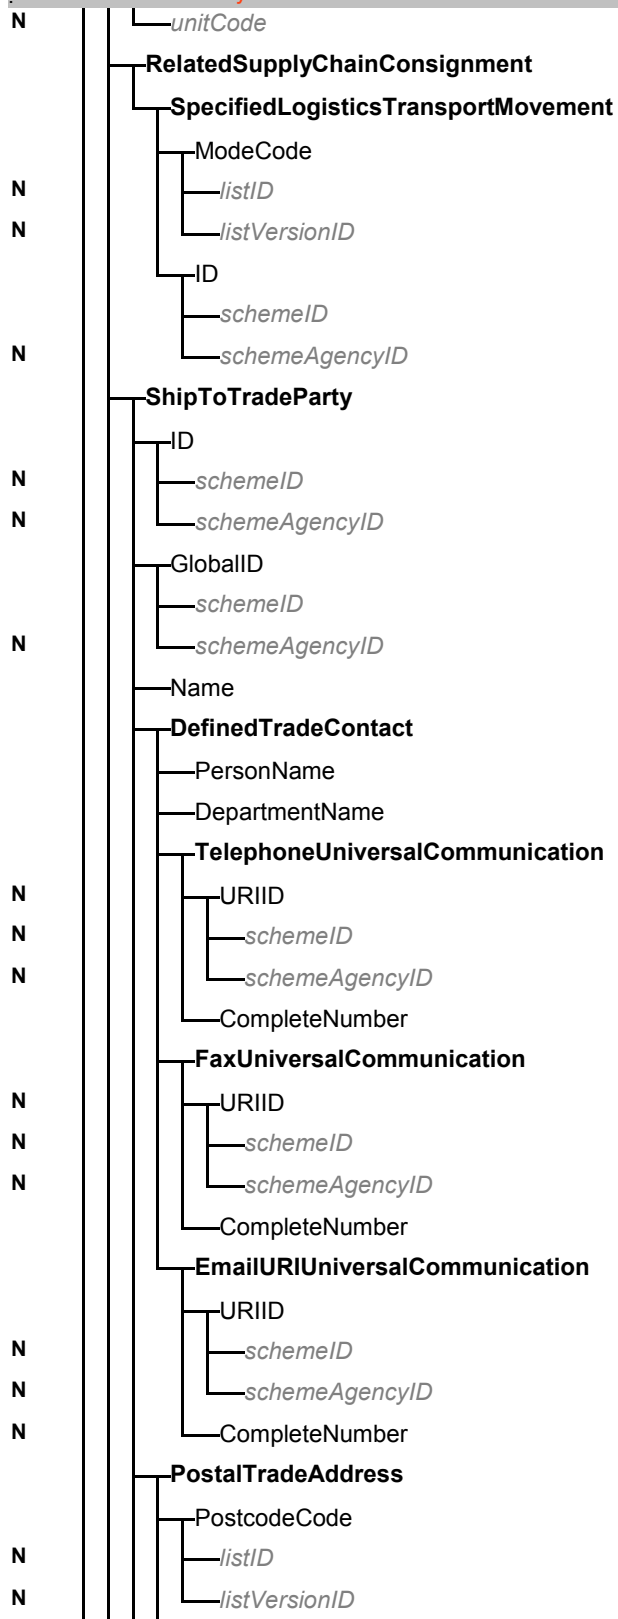 N unitCode
RelatedSupplyChainConsignment
SpecifiedLogisticsTransportMovement
ModeCode
N listID
N listVersionID
ID
schemeID
N schemeAgencyID
ShipToTradeParty
ID
N schemeID
N schemeAgencyID
GlobalID
schemeID
N schemeAgencyID
Name
DefinedTradeContact
PersonName
DepartmentName
TelephoneUniversalCommunication
N URIID
N schemeID
N schemeAgencyID
CompleteNumber
FaxUniversalCommunication
N URIID
N schemeID
N schemeAgencyID
CompleteNumber
EmailURIUniversalCommunication
URIID
N schemeID
N schemeAgencyID
N CompleteNumber
PostalTradeAddress
PostcodeCode
N listID
N listVersionID